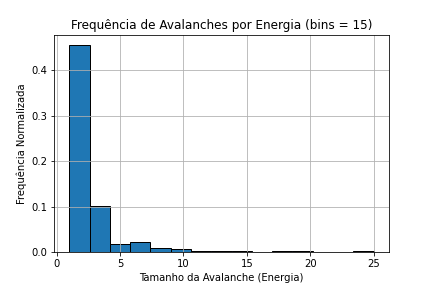 Frequência de Avalanches por Energia (bins = 15)
Frequência Normalizada
0.4
0.3
0.2
0.1
0.0
0 5 10 15 20 25
Tamanho da Avalanche (Energia)